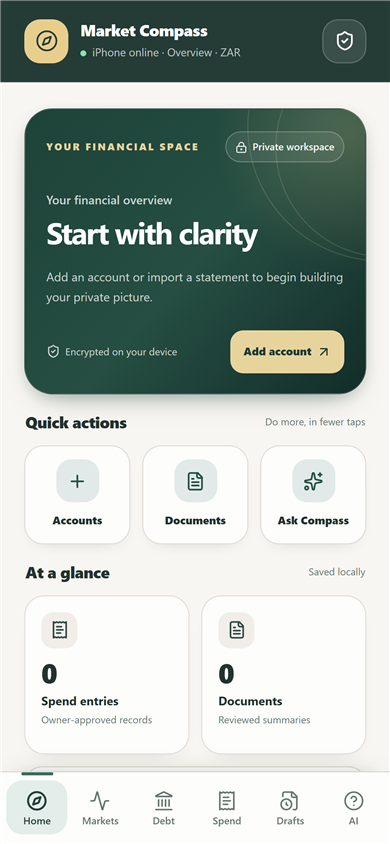 Market Compass
iPhone online · Overview · ZAR
YOUR FINANCIAL SPACE
Private workspace
Your financial overview
Start with clarity
Add an account or import a statement to begin building
your private picture.
Encrypted on your device
Add account
Quick actions
Do more, in fewer taps
Accounts
Documents
Ask Compass
At a glance
Saved locally
0
Spend entries
Owner-approved records
0
Documents
Reviewed summaries
Home
Markets
Debt
Spend
Drafts
AI